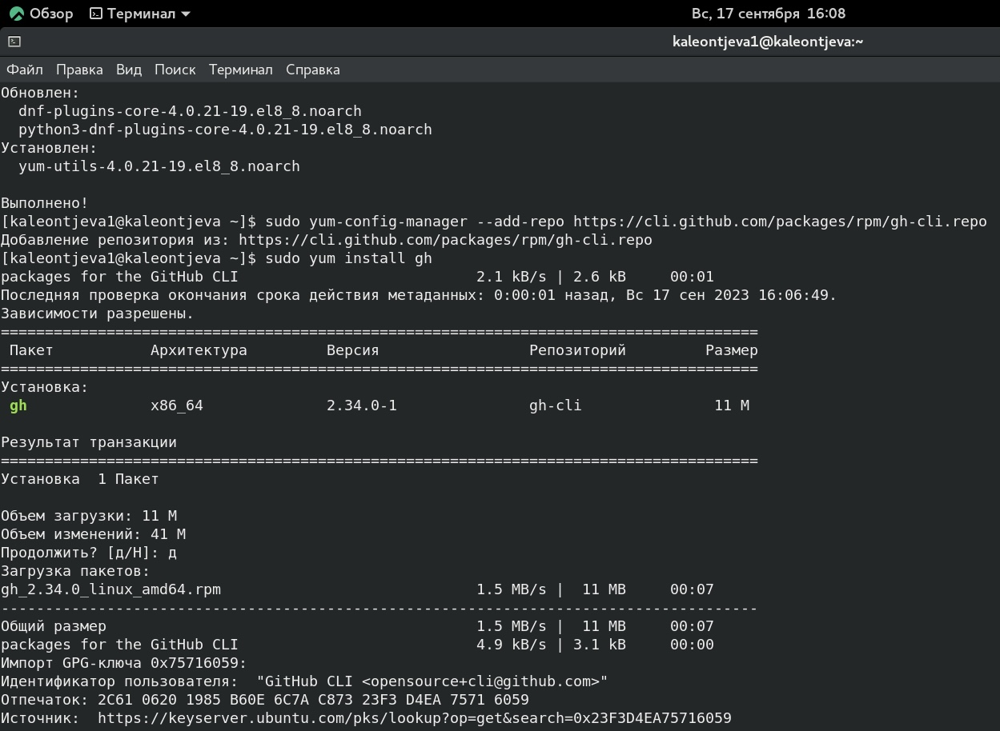 Обзор Терминал Вс, 17 сентября 16:08
kaleontjeva1@kaleontjeva:~
Файл Правка Вид Поиск Терминал Справка
Обновлен:
  dnf-plugins-core-4.0.21-19.el8_8.noarch
  python3-dnf-plugins-core-4.0.21-19.el8_8.noarch
Установлен:
  yum-utils-4.0.21-19.el8_8.noarch
Выполнено!
[kaleontjeva1@kaleontjeva ~]$ sudo yum-config-manager --add-repo https://cli.github.com/packages/rpm/gh-cli.repo
Добавление репозитория из: https://cli.github.com/packages/rpm/gh-cli.repo
[kaleontjeva1@kaleontjeva ~]$ sudo yum install gh
packages for the GitHub CLI                           2.1 kB/s | 2.6 kB     00:01
Последняя проверка окончания срока действия метаданных: 0:00:01 назад, Вс 17 сен 2023 16:06:49.
Зависимости разрешены.
======================================================================================
 Пакет           Архитектура         Версия                 Репозиторий         Размер
======================================================================================
Установка:
 gh              x86_64              2.34.0-1               gh-cli               11 M
Результат транзакции
======================================================================================
Установка  1 Пакет
Объем загрузки: 11 M
Объем изменений: 41 M
Продолжить? [д/Н]: д
Загрузка пакетов:
gh_2.34.0_linux_amd64.rpm                             1.5 MB/s |  11 MB     00:07
--------------------------------------------------------------------------------------
Общий размер                                          1.5 MB/s |  11 MB     00:07
packages for the GitHub CLI                           4.9 kB/s | 3.1 kB     00:00
Импорт GPG-ключа 0x75716059:
Идентификатор пользователя:  "GitHub CLI <opensource+cli@github.com>"
Отпечаток: 2C61 0620 1985 B60E 6C7A C873 23F3 D4EA 7571 6059
Источник:  https://keyserver.ubuntu.com/pks/lookup?op=get&search=0x23F3D4EA75716059